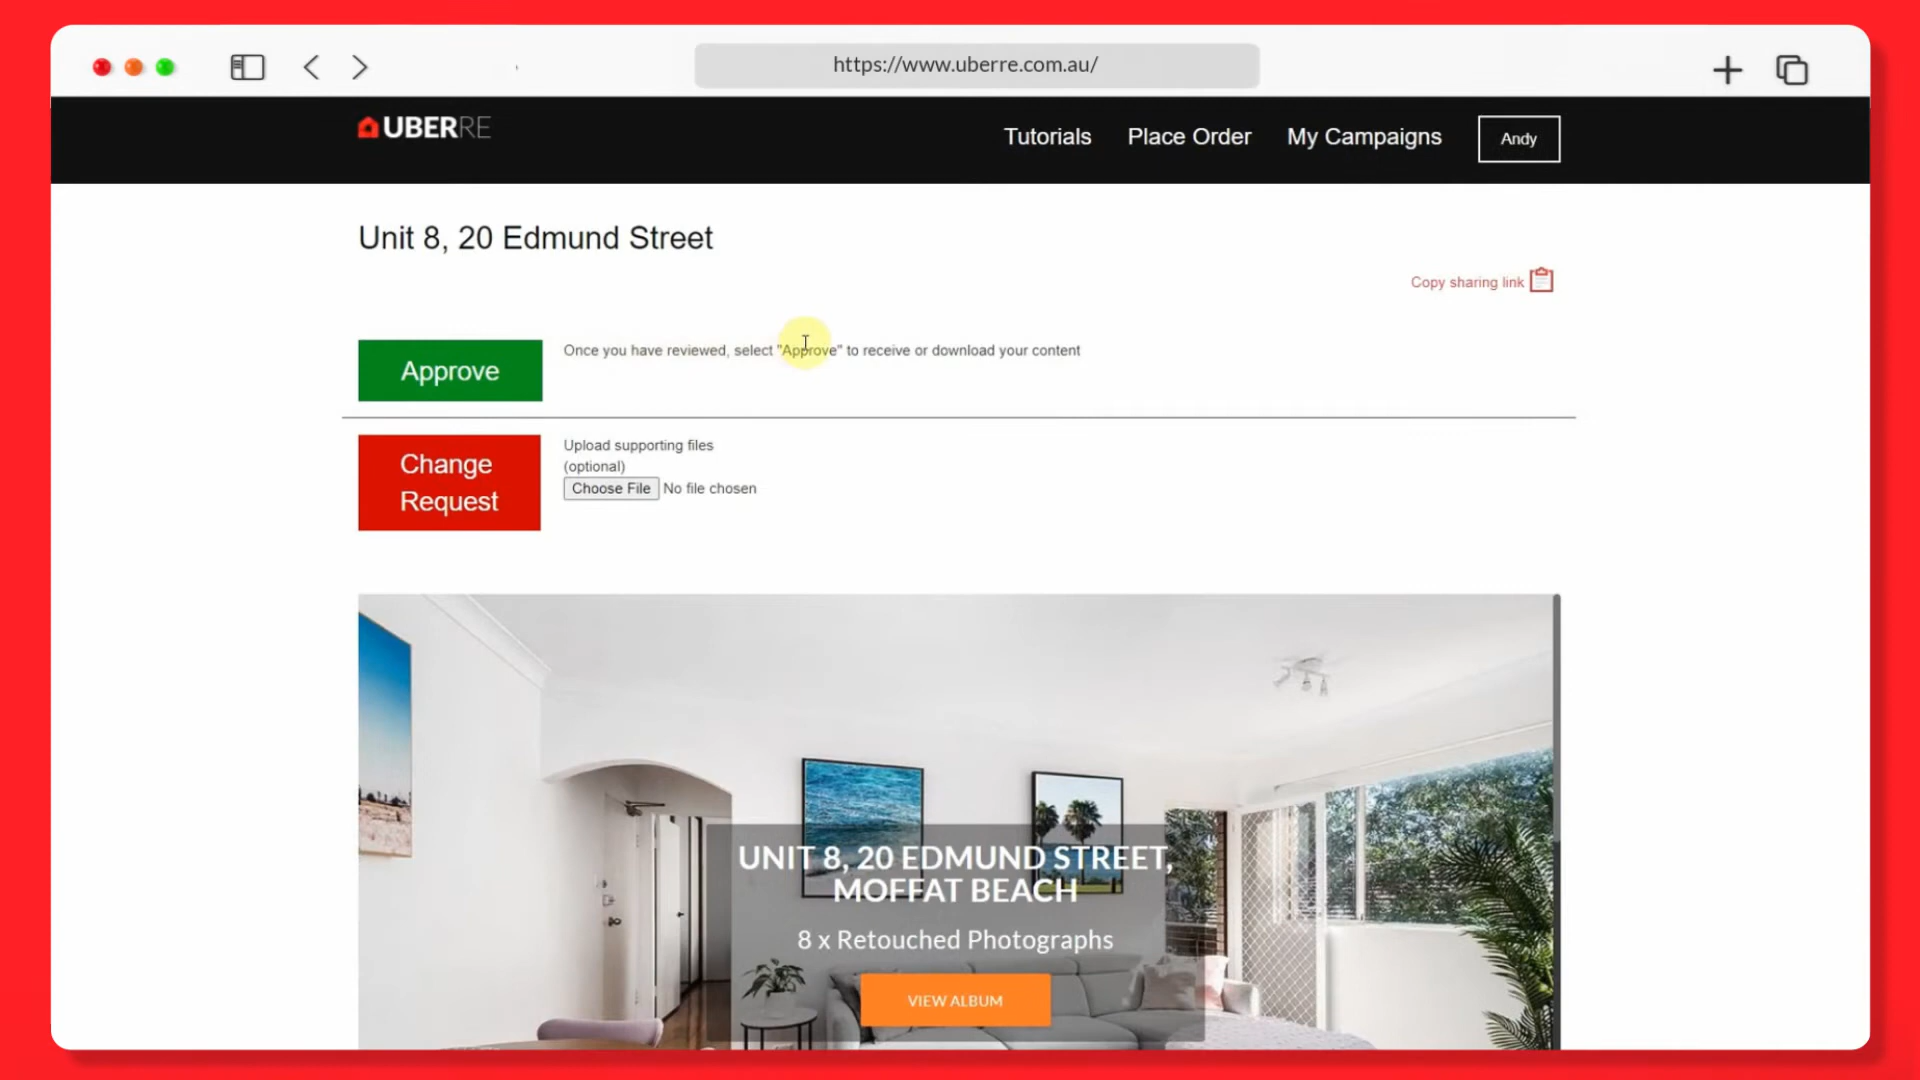 https://www.uberre.com.au/
UBERRE
Tutorials
Place Order
My Campaigns
Andy
Unit 8, 20 Edmund Street
Copy sharing link
Approve
Once you have reviewed, select "Approve" to receive or download your content
Change
Request
Upload supporting files
(optional)
Choose File No file chosen
UNIT 8, 20 EDMUND STREET,
MOFFAT BEACH
8 x Retouched Photographs
VIEW ALBUM